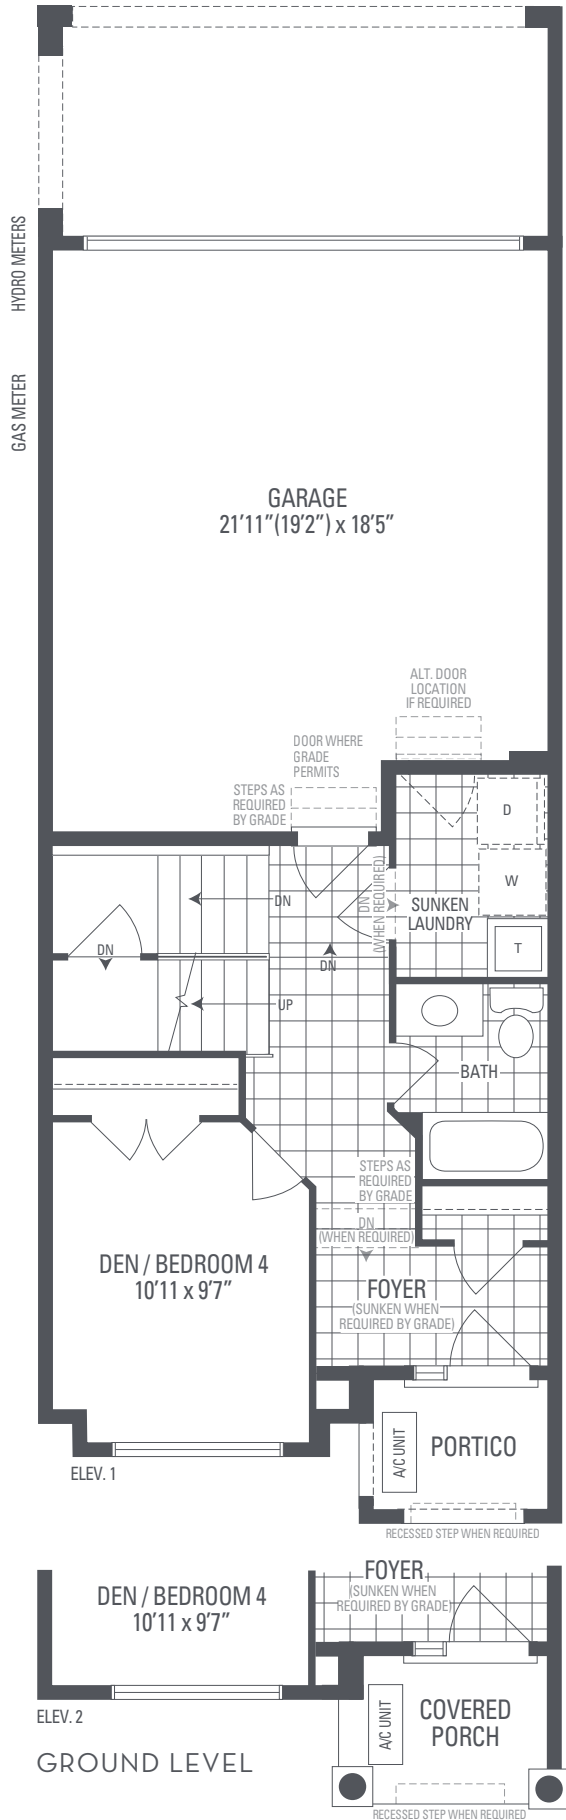 HYDRO METERS
GAS METER
GARAGE
21'11"(19'2") x 18'5"
ALT. DOOR
LOCATION
IF REQUIRED
DOOR WHERE
GRADE
PERMITS
STEPS AS
REQUIRED
BY GRADE
D
W
T
DN
(WHEN REQUIRED)
SUNKEN
LAUNDRY
DN
DN
DN
UP
BATH
STEPS AS
REQUIRED
BY GRADE
DN
(WHEN REQUIRED)
DEN / BEDROOM 4
10'11 x 9'7"
FOYER
(SUNKEN WHEN
REQUIRED BY GRADE)
A/C UNIT
PORTICO
ELEV. 1
RECESSED STEP WHEN REQUIRED
DEN / BEDROOM 4
10'11 x 9'7"
FOYER
(SUNKEN WHEN
REQUIRED BY GRADE)
A/C UNIT
COVERED
PORCH
ELEV. 2
GROUND LEVEL
RECESSED STEP WHEN REQUIRED